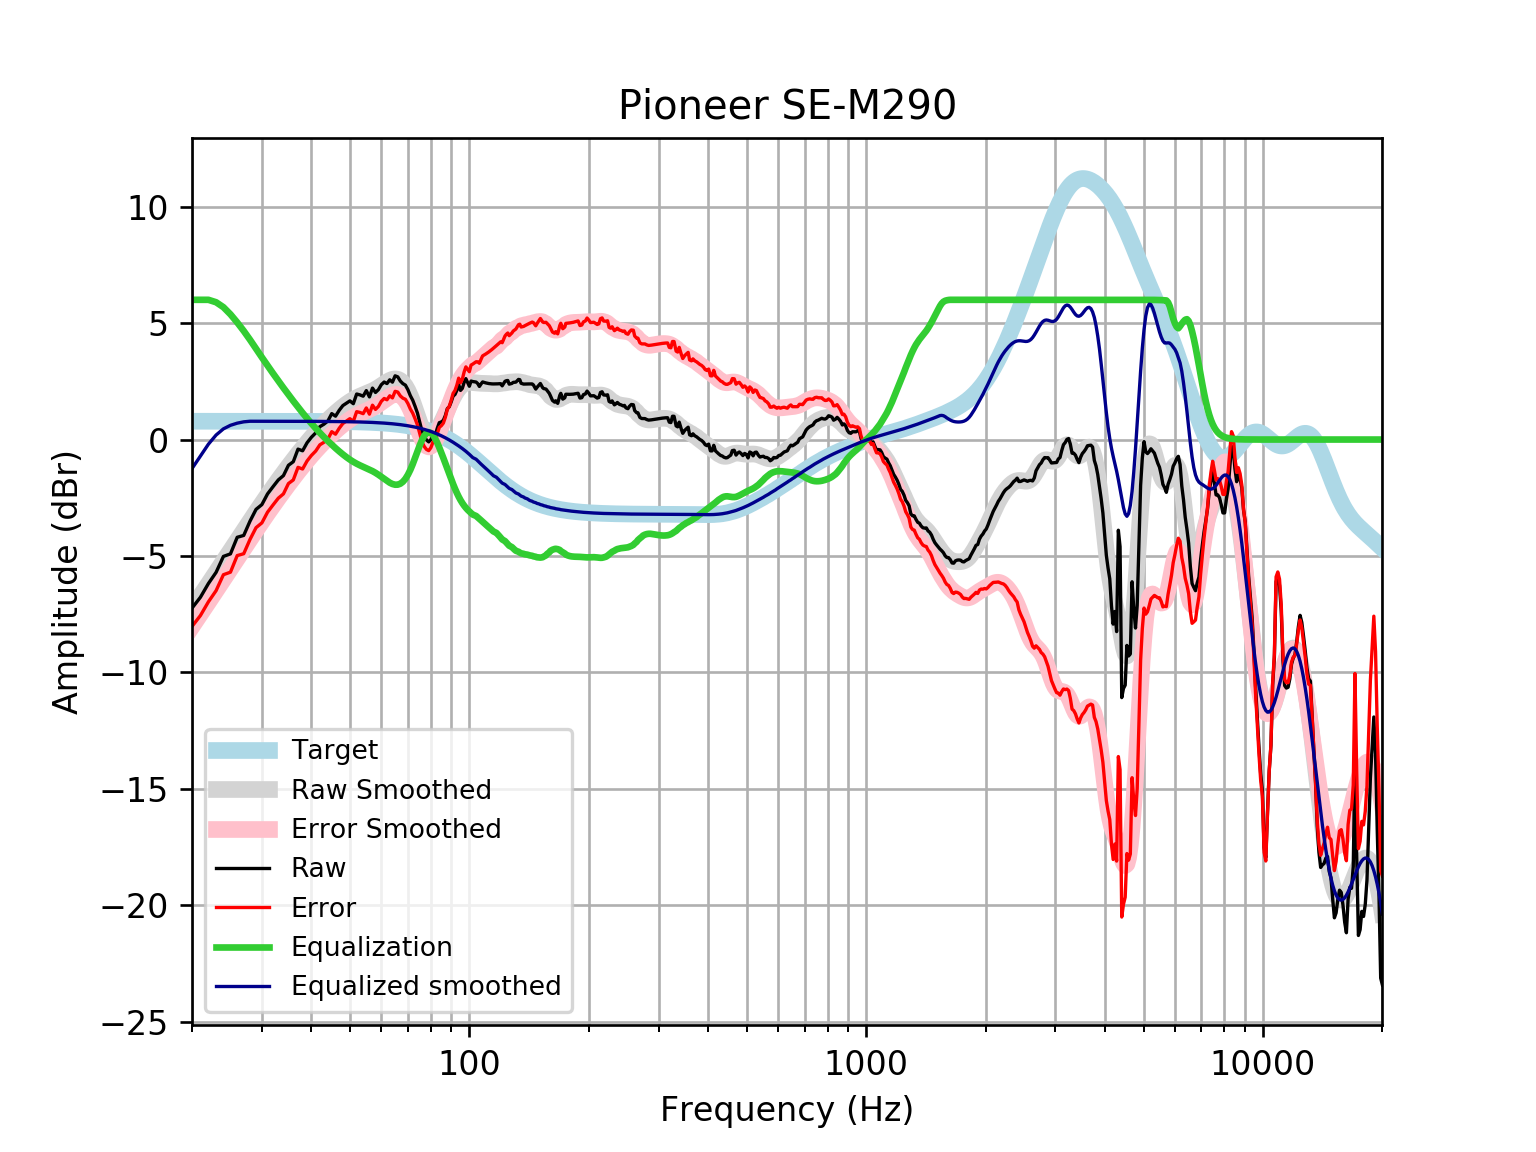 Pioneer SE-M290
Amplitude (dBr)
10
5
0
−5
−10
−15
−20
−25
Target
Raw Smoothed
Error Smoothed
Raw
Error
Equalization
Equalized smoothed
100
1000
10000
Frequency (Hz)